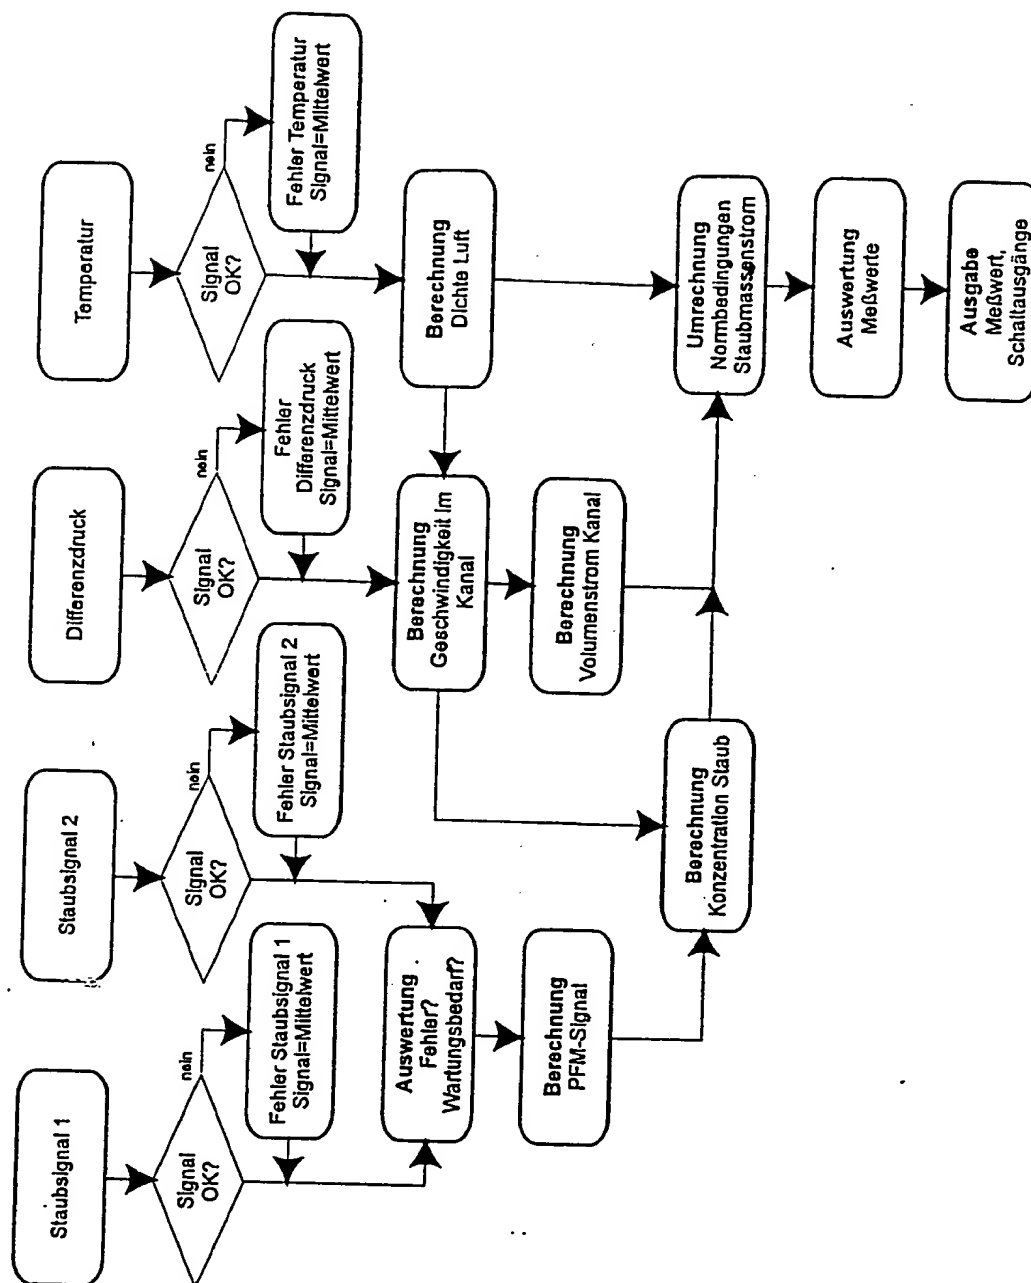 Staubsignal 1
Staubsignal 2
Differenzdruck
Temperatur
Signal
OK?
nein
Signal
OK?
nein
Signal
OK?
nein
Signal
OK?
nein
Fehler Staubsignal 1
Signal=Mittelwert
Fehler Staubsignal 2
Signal=Mittelwert
Fehler
Differenzdruck
Signal=Mittelwert
Fehler Temperatur
Signal=Mittelwert
Auswertung
Fehler?
Wartungsbedarf?
Berechnung
Geschwindigkeit im
Kanal
Berechnung
Dichte Luft
Berechnung
PFM-Signal
Berechnung
Volumenstrom Kanal
Berechnung
Konzentration Staub
Umrechnung
Normbedingungen
Staubmassenstrom
Auswertung
Meßwerte
Ausgabe
Meßwert,
Schaltausgänge